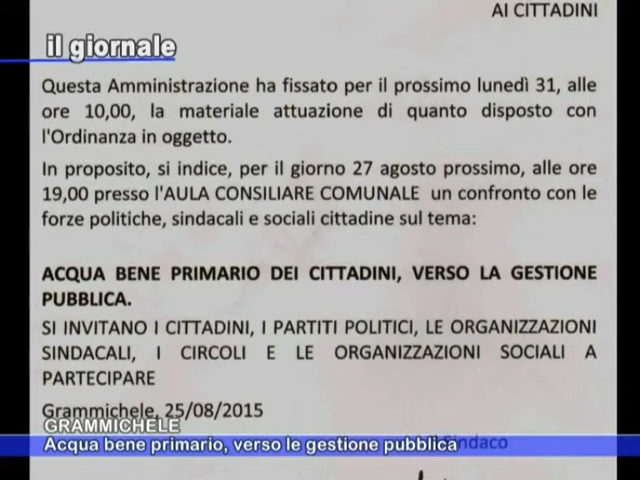 AI CITTADINI
il giornale
Questa Amministrazione ha fissato per il prossimo lunedì 31, alle
ore 10,00, la materiale attuazione di quanto disposto con
l'Ordinanza in oggetto.
In proposito, si indice, per il giorno 27 agosto prossimo, alle ore
19,00 presso l'AULA CONSILIARE COMUNALE un confronto con le
forze politiche, sindacali e sociali cittadine sul tema:
ACQUA BENE PRIMARIO DEI CITTADINI, VERSO LA GESTIONE
PUBBLICA.
SI INVITANO I CITTADINI, I PARTITI POLITICI, LE ORGANIZZAZIONI
SINDACALI, I CIRCOLI E LE ORGANIZZAZIONI SOCIALI A
PARTECIPARE
Grammichele, 25/08/2015
GRAMMICHELE
Acqua bene primario, verso le gestione pubblica
Sindaco